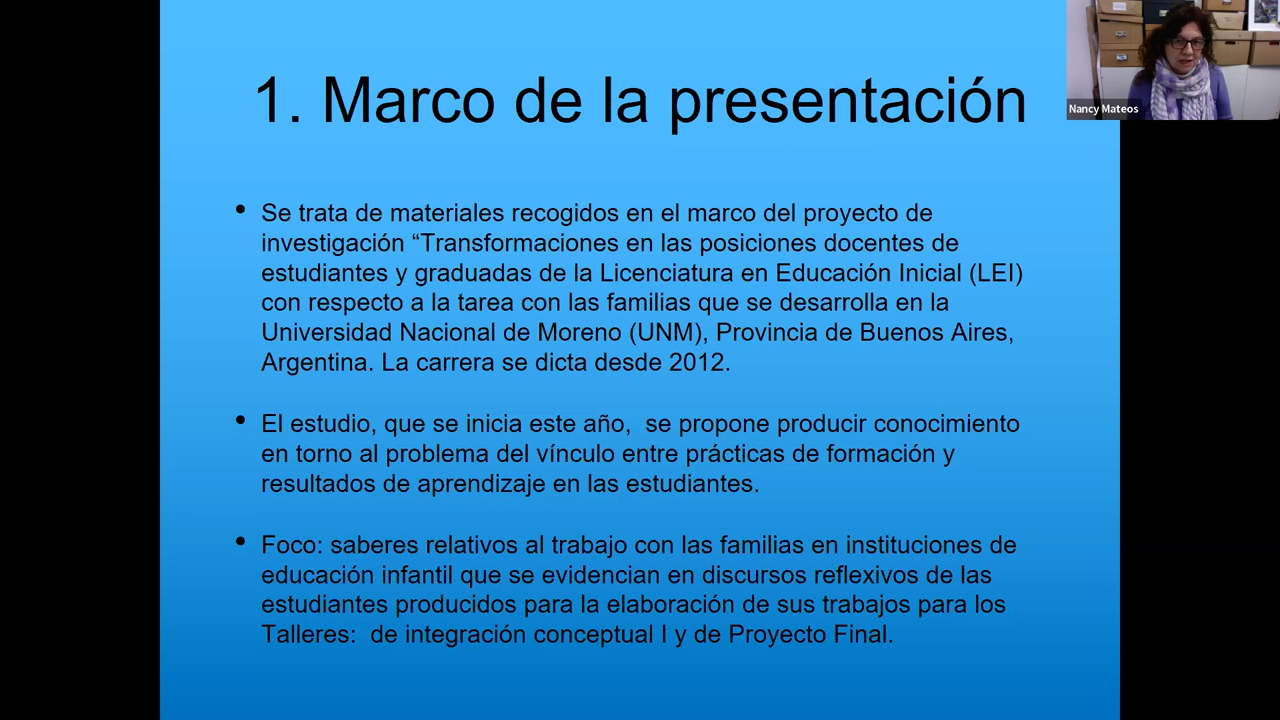 1. Marco de la presentación
Nancy Mateos
• Se trata de materiales recogidos en el marco del proyecto de
investigación “Transformaciones en las posiciones docentes de
estudiantes y graduadas de la Licenciatura en Educación Inicial (LEI)
con respecto a la tarea con las familias que se desarrolla en la
Universidad Nacional de Moreno (UNM), Provincia de Buenos Aires,
Argentina. La carrera se dicta desde 2012.
• El estudio, que se inicia este año,  se propone producir conocimiento
en torno al problema del vínculo entre prácticas de formación y
resultados de aprendizaje en las estudiantes.
• Foco: saberes relativos al trabajo con las familias en instituciones de
educación infantil que se evidencian en discursos reflexivos de las
estudiantes producidos para la elaboración de sus trabajos para los
Talleres:  de integración conceptual I y de Proyecto Final.